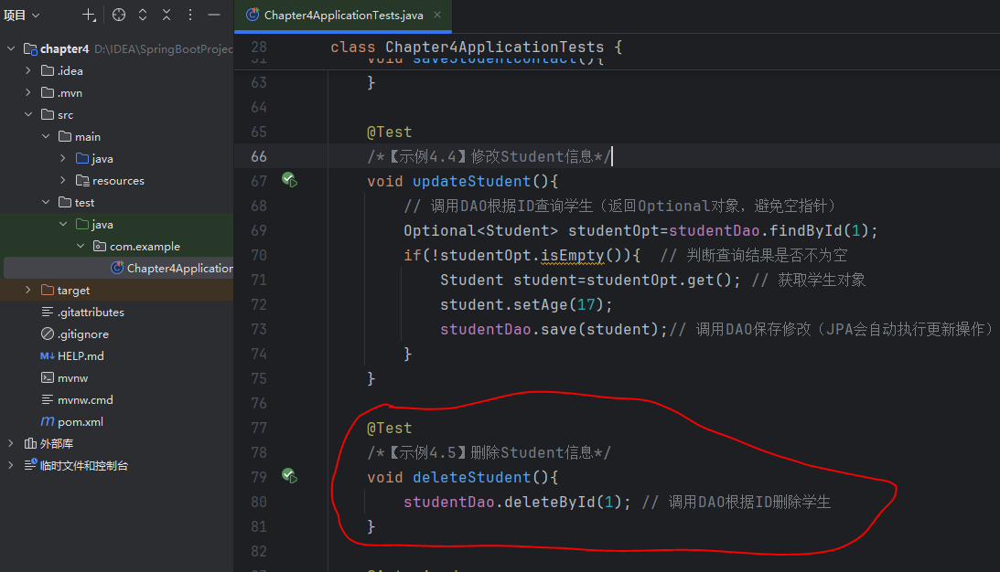 项目
chapter4 D:\IDEA\SpringBootProjec
.idea
.mvn
src
main
java
resources
test
java
com.example
Chapter4Application
target
.gitattributes
.gitignore
HELP.md
mvnw
mvnw.cmd
pom.xml
外部库
临时文件和控制台
Chapter4ApplicationTests.java
28 class Chapter4ApplicationTests {
51 void saveStudentContact(){
63 }
64
65 @Test
66 /*【示例4.4】修改Student信息*/
67 void updateStudent(){
68 // 调用DAO根据ID查询学生（返回Optional对象，避免空指针）
69 Optional<Student> studentOpt=studentDao.findById(1);
70 if(!studentOpt.isEmpty()){ // 判断查询结果是否不为空
71 Student student=studentOpt.get(); // 获取学生对象
72 student.setAge(17);
73 studentDao.save(student);// 调用DAO保存修改（JPA会自动执行更新操作）
74 }
75 }
76
77 @Test
78 /*【示例4.5】删除Student信息*/
79 void deleteStudent(){
80 studentDao.deleteById(1); // 调用DAO根据ID删除学生
81 }
82